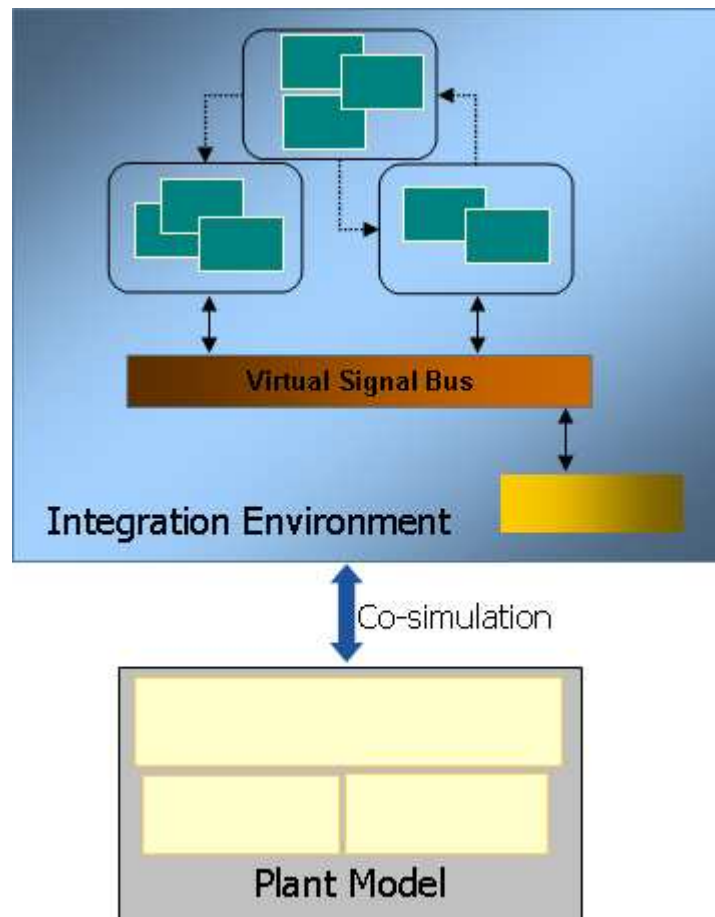 Virtual Signal Bus
Integration Environment
Co-simulation
Plant Model